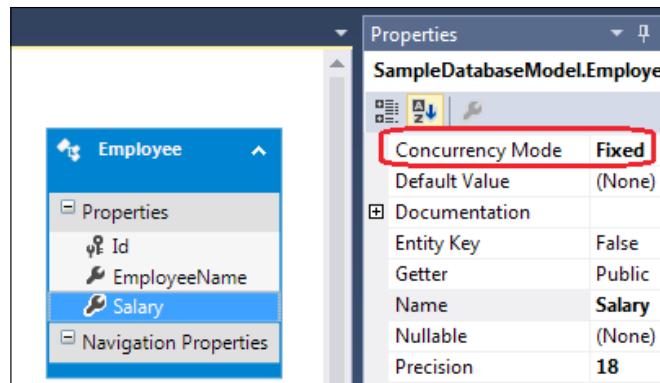 Properties
SampleDatabaseModel.Employe
Employee
Properties
Id
EmployeeName
Salary
Navigation Properties
Concurrency Mode Fixed
Default Value (None)
Documentation
Entity Key False
Getter Public
Name Salary
Nullable (None)
Precision 18